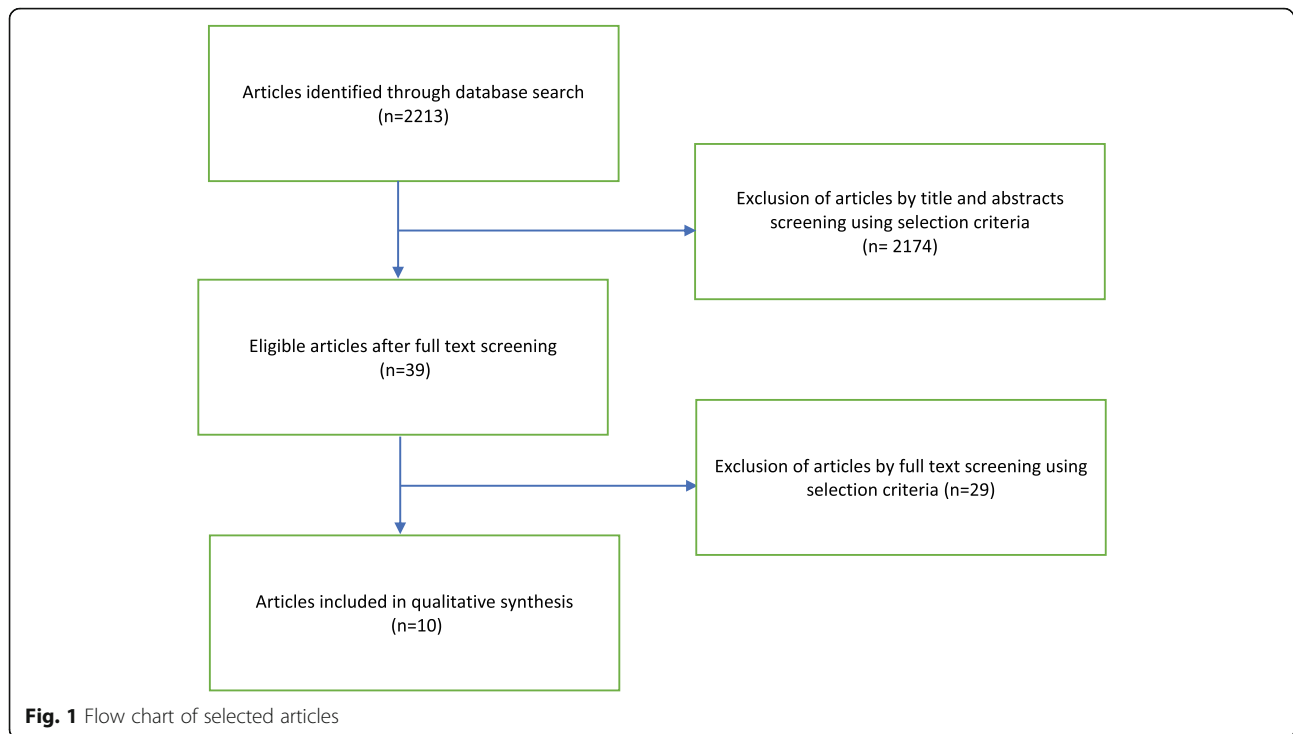 Articles identified through database search
(n=2213)
Exclusion of articles by title and abstracts
screening using selection criteria
(n= 2174)
Eligible articles after full text screening
(n=39)
Exclusion of articles by full text screening using
selection criteria (n=29)
Articles included in qualitative synthesis
(n=10)
Fig. 1 Flow chart of selected articles